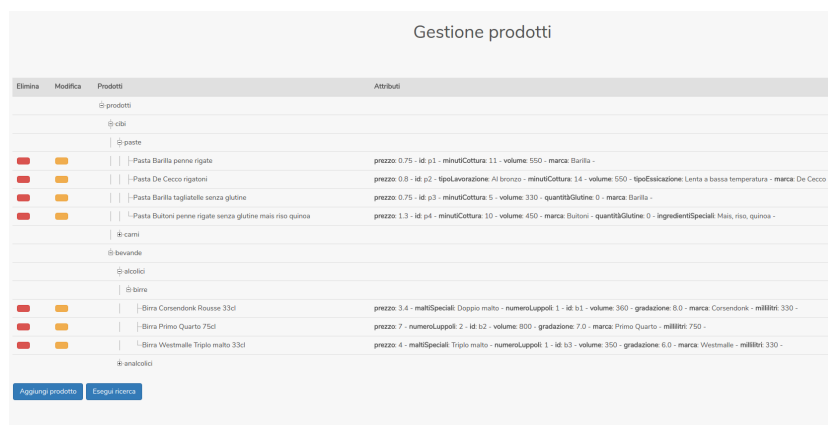 Gestione prodotti
Elimina Modifica Prodotti Attributi
prodotti
cibi
paste
Pasta Barilla penne rigate prezzo: 0.75 - id: p1 - minutiCottura: 11 - volume: 550 - marca: Barilla -
Pasta De Cecco rigatoni prezzo: 0.8 - id: p2 - tipoLavorazione: Al bronzo - minutiCottura: 14 - volume: 550 - tipoEssicazione: Lenta a bassa temperatura - marca: De Cecco
Pasta Barilla tagliatelle senza glutine prezzo: 0.75 - id: p3 - minutiCottura: 5 - volume: 330 - quantitàGlutine: 0 - marca: Barilla -
Pasta Buitoni penne rigate senza glutine mais riso quinoa prezzo: 1.3 - id: p4 - minutiCottura: 10 - volume: 450 - marca: Buitoni - quantitàGlutine: 0 - ingredientiSpeciali: Mais, riso, quinoa -
carni
bevande
alcolici
birre
Birra Corsendonk Rousse 33cl prezzo: 3.4 - maltiSpeciali: Doppio malto - numeroLuppoli: 1 - id: b1 - volume: 360 - gradazione: 8.0 - marca: Corsendonk - millilitri: 330 -
Birra Primo Quarto 75cl prezzo: 7 - numeroLuppoli: 2 - id: b2 - volume: 800 - gradazione: 7.0 - marca: Primo Quarto - millilitri: 750 -
Birra Westmalle Triplo malto 33cl prezzo: 4 - maltiSpeciali: Triplo malto - numeroLuppoli: 1 - id: b3 - volume: 350 - gradazione: 6.0 - marca: Westmalle - millilitri: 330 -
analcolici
Aggiungi prodotto Esegui ricerca